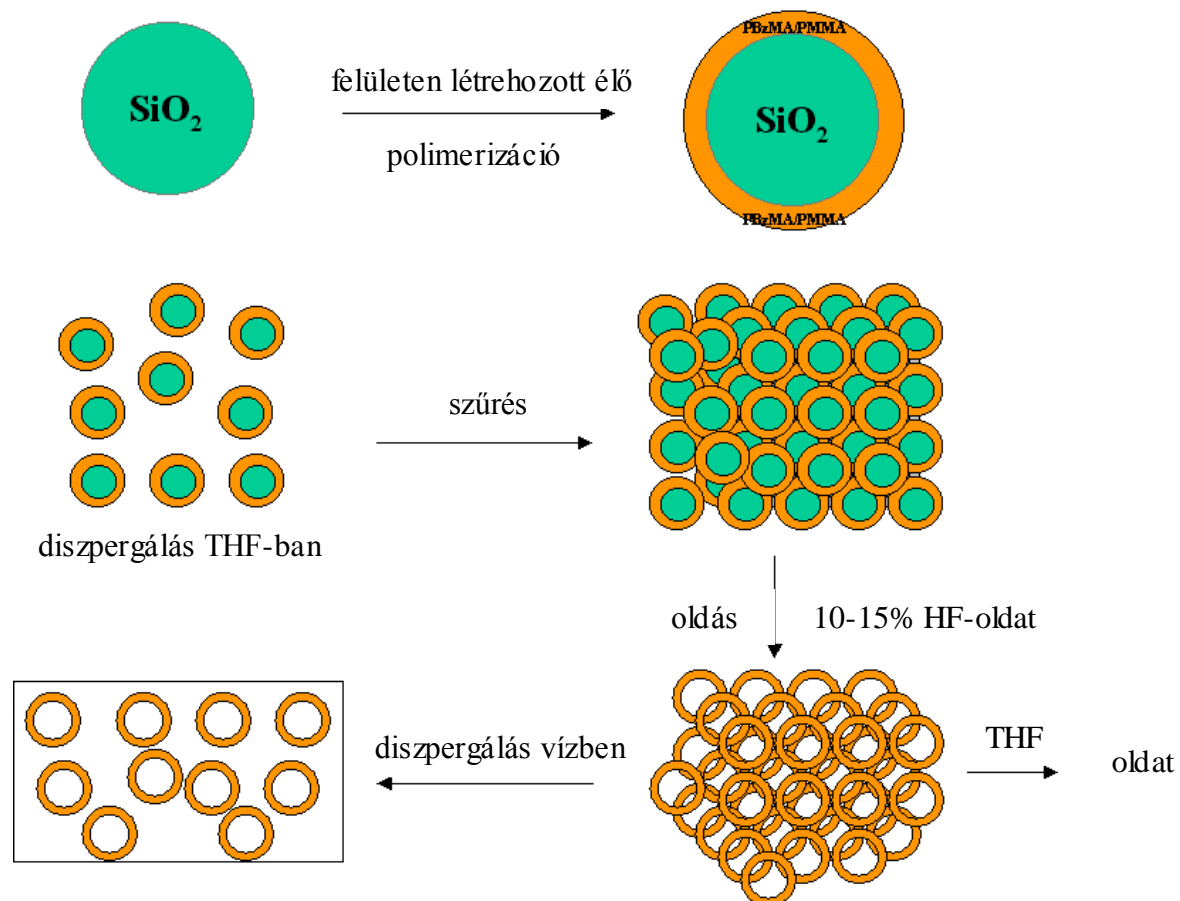 PBzMA/PMMA
SiO₂
felületen létrehozott élő
polimerizáció
SiO₂
PBzMA/PMMA
szűrés
diszpergálás THF-ban
oldás
10-15% HF-oldat
diszpergálás vízben
THF
oldat